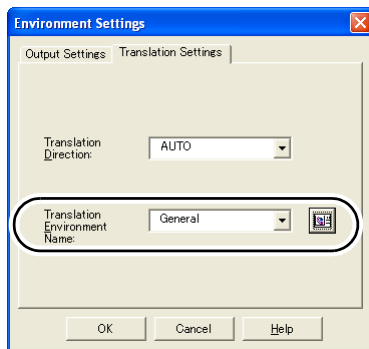 Environment Settings
Output Settings Translation Settings
Translation
Direction: AUTO
Translation
Environment
Name: General
OK Cancel Help